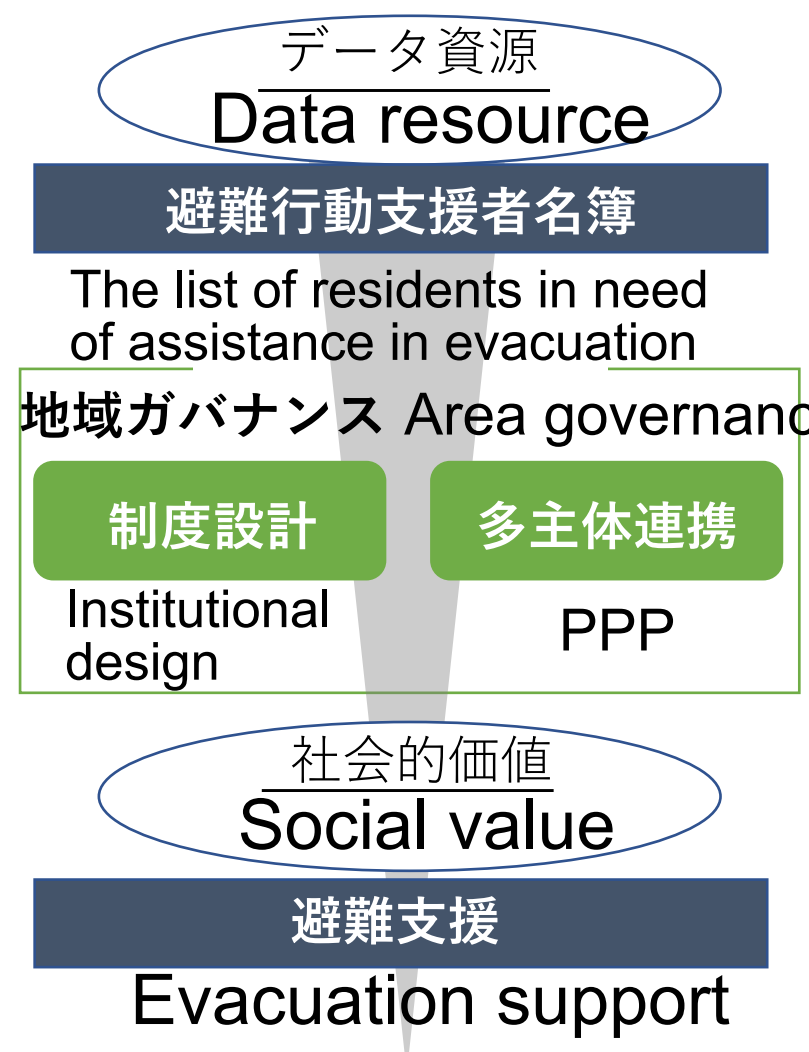 データ資源
Data resource
避難行動支援者名簿
The list of residents in need
of assistance in evacuation
地域ガバナンス Area governanc
制度設計
多主体連携
Institutional
design
PPP
社会的価値
Social value
避難支援
Evacuation support